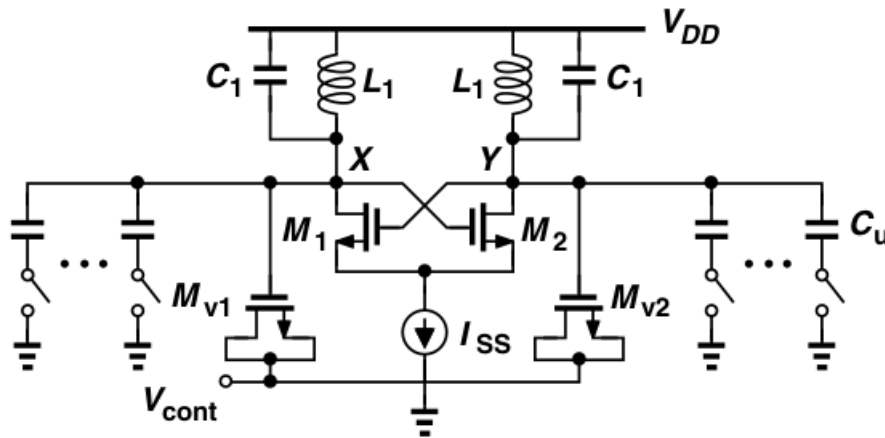 V_DD
C_1 L_1 L_1 C_1
X Y
M_1 M_2 C_u
M_v1 M_v2
I_SS
V_cont